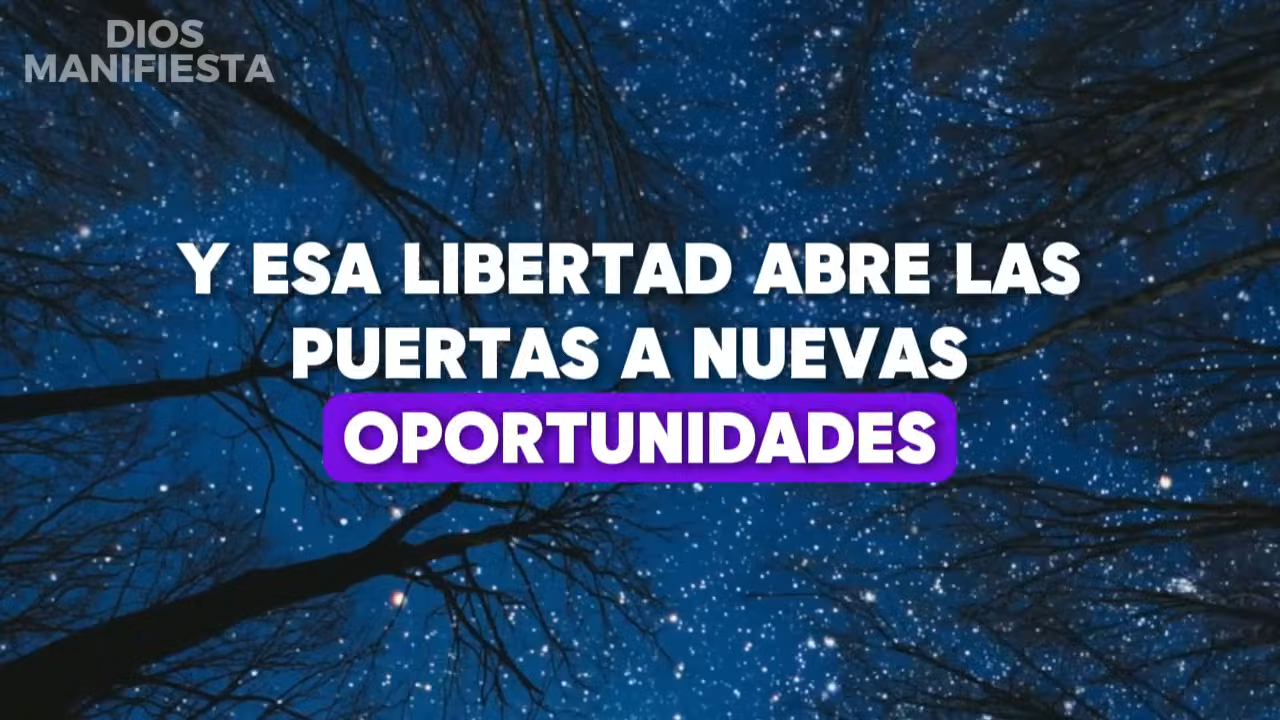 DIOS
MANIFIESTA
Y ESA LIBERTAD ABRE LAS
PUERTAS A NUEVAS
OPORTUNIDADES